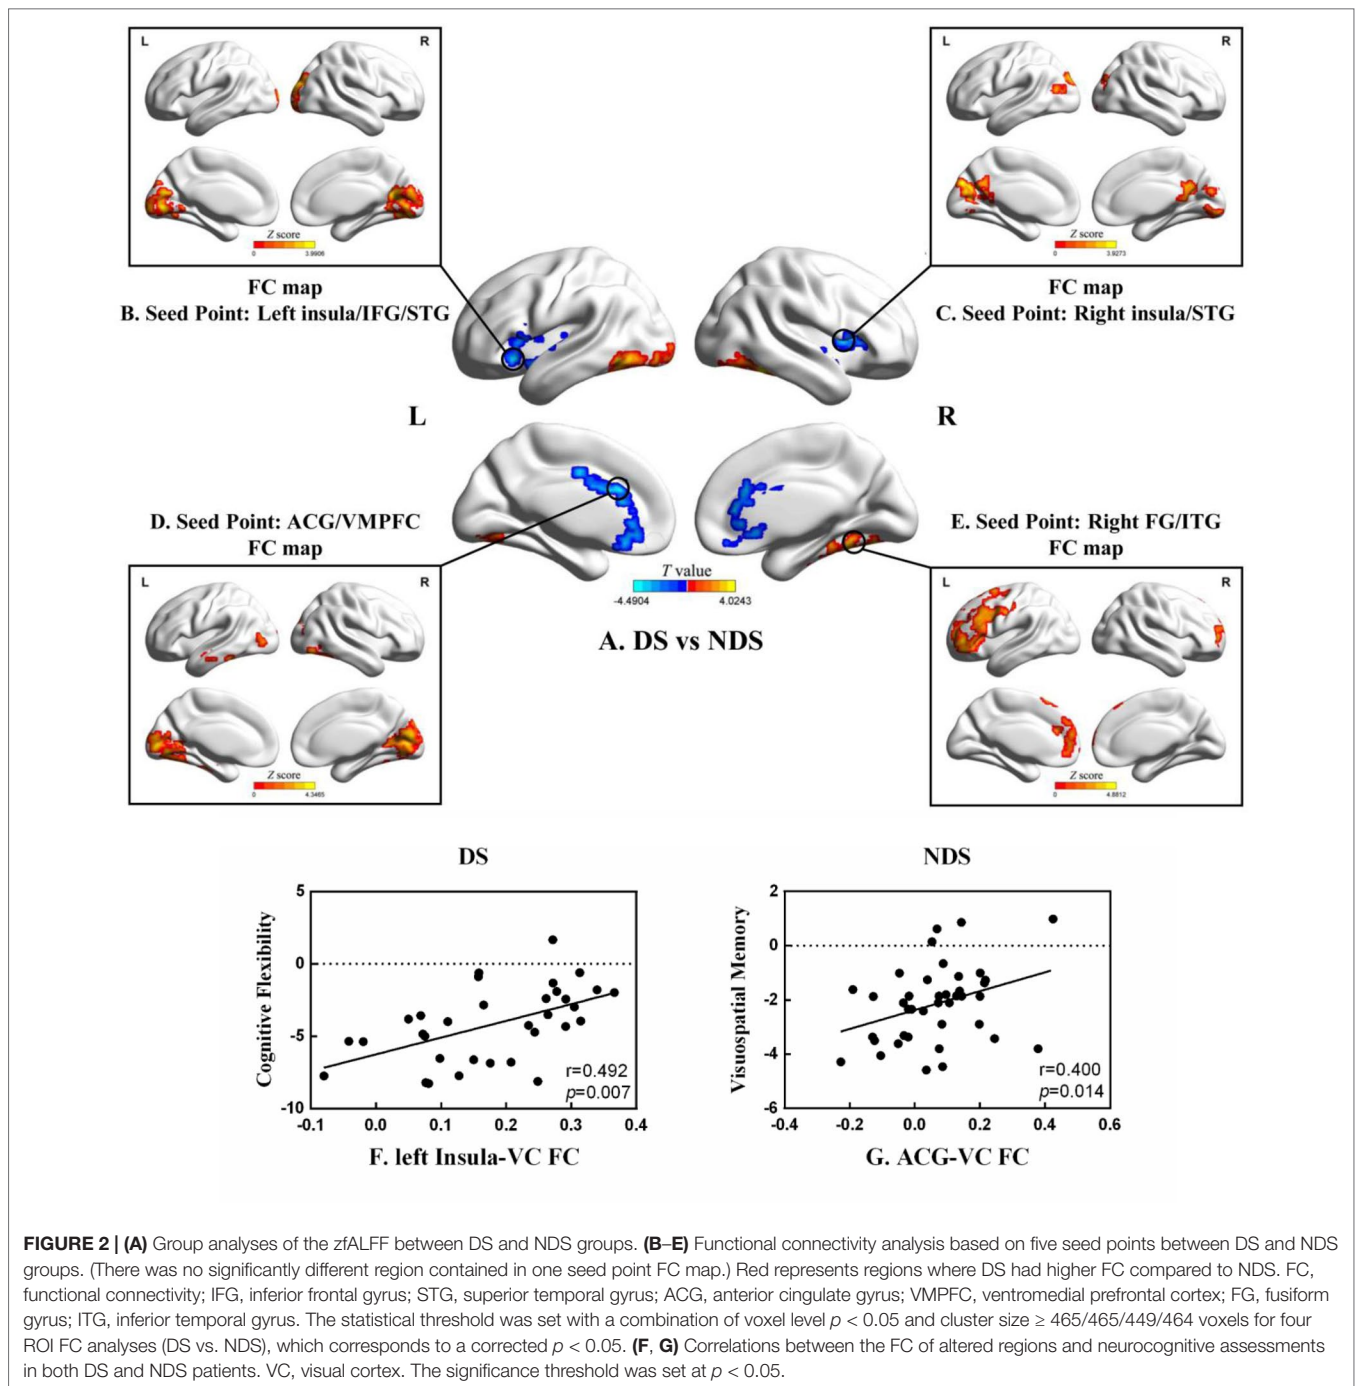 L
R
Z score
0
3.9906
FC map
B. Seed Point: Left insula/IFG/STG
L
R
Z score
0
3.9273
FC map
C. Seed Point: Right insula/STG
L
R
D. Seed Point: ACG/VMPFC
FC map
E. Seed Point: Right FG/ITG
FC map
T value
-4.4904
4.0243
A. DS vs NDS
L
R
Z score
0
4.3465
L
R
Z score
0
4.8812
DS
Cognitive Flexibility
5
0
-5
-10
r=0.492
p=0.007
-0.1
0.0
0.1
0.2
0.3
0.4
F. left Insula-VC FC
NDS
Visuospatial Memory
2
0
-2
-4
-6
r=0.400
p=0.014
-0.4
-0.2
0.0
0.2
0.4
0.6
G. ACG-VC FC
FIGURE 2 | (A) Group analyses of the zfALFF between DS and NDS groups. (B–E) Functional connectivity analysis based on five seed points between DS and NDS
groups. (There was no significantly different region contained in one seed point FC map.) Red represents regions where DS had higher FC compared to NDS. FC,
functional connectivity; IFG, inferior frontal gyrus; STG, superior temporal gyrus; ACG, anterior cingulate gyrus; VMPFC, ventromedial prefrontal cortex; FG, fusiform
gyrus; ITG, inferior temporal gyrus. The statistical threshold was set with a combination of voxel level p < 0.05 and cluster size ≥ 465/465/449/464 voxels for four
ROI FC analyses (DS vs. NDS), which corresponds to a corrected p < 0.05. (F, G) Correlations between the FC of altered regions and neurocognitive assessments
in both DS and NDS patients. VC, visual cortex. The significance threshold was set at p < 0.05.